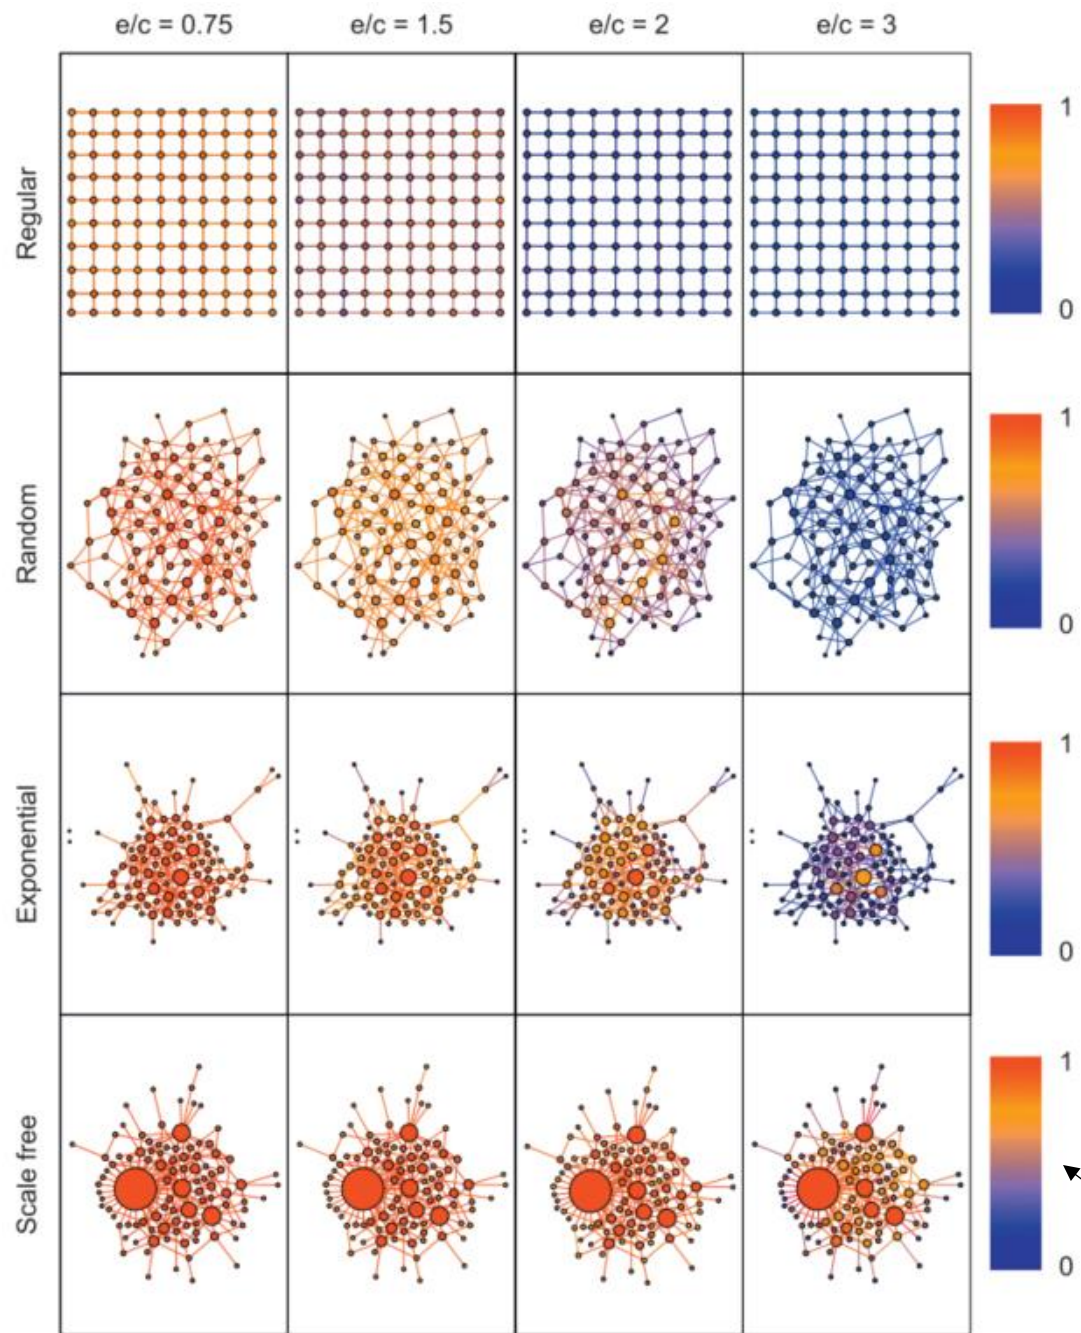 e/c = 0.75 e/c = 1.5 e/c = 2 e/c = 3
Regular
1
0
Random
1
0
Exponential
1
0
Scale free
1
0